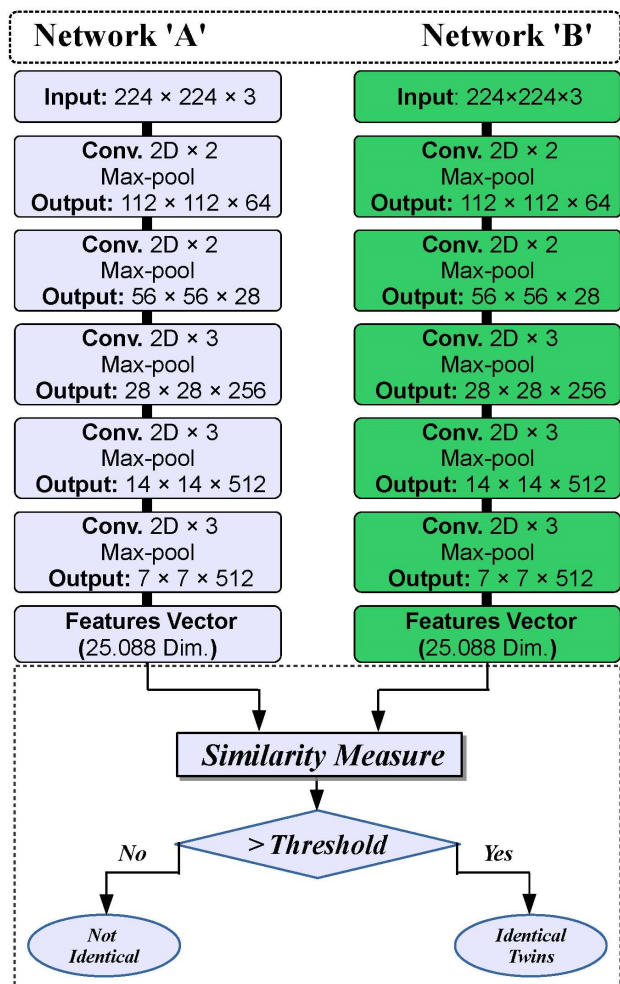 Network 'A'
Network 'B'
Input: 224 × 224 × 3
Conv. 2D × 2
Max-pool
Output: 112 × 112 × 64
Conv. 2D × 2
Max-pool
Output: 56 × 56 × 28
Conv. 2D × 3
Max-pool
Output: 28 × 28 × 256
Conv. 2D × 3
Max-pool
Output: 14 × 14 × 512
Conv. 2D × 3
Max-pool
Output: 7 × 7 × 512
Features Vector
(25.088 Dim.)
Input: 224×224×3
Conv. 2D × 2
Max-pool
Output: 112 × 112 × 64
Conv. 2D × 2
Max-pool
Output: 56 × 56 × 28
Conv. 2D × 3
Max-pool
Output: 28 × 28 × 256
Conv. 2D × 3
Max-pool
Output: 14 × 14 × 512
Conv. 2D × 3
Max-pool
Output: 7 × 7 × 512
Features Vector
(25.088 Dim.)
Similarity Measure
> Threshold
No
Yes
Not
Identical
Identical
Twins